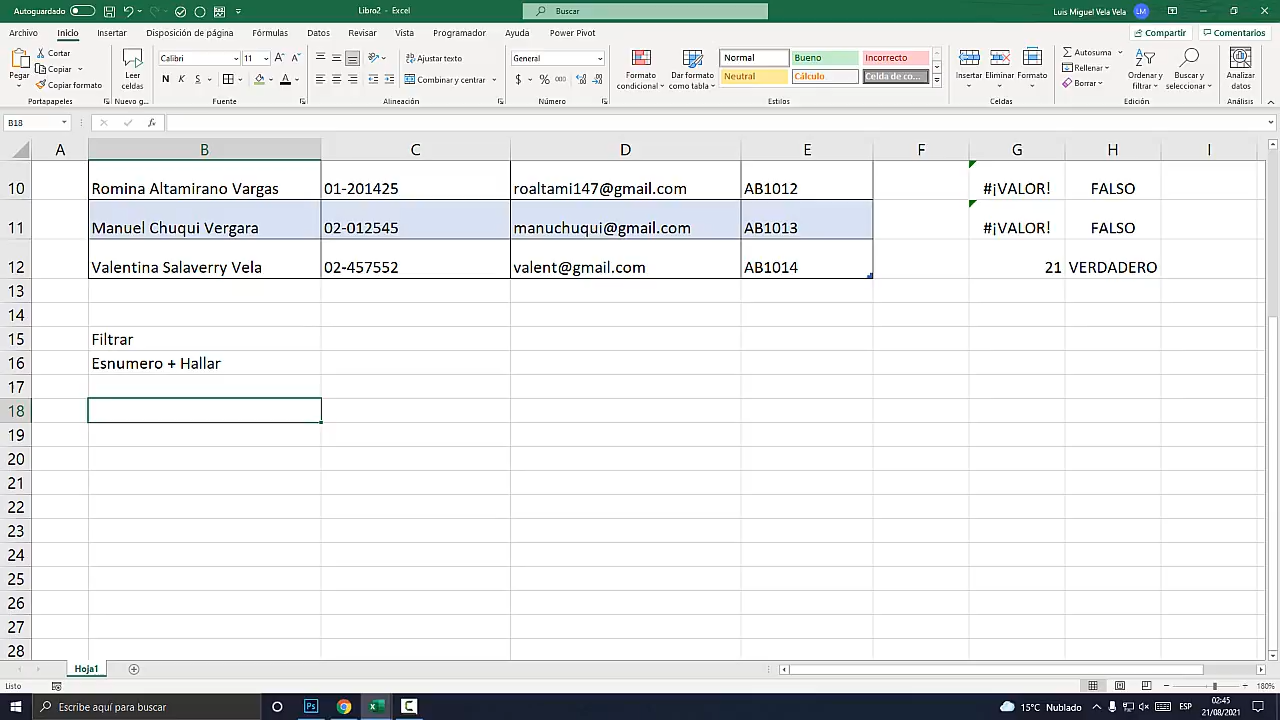 Autoguardado
Libro2 - Excel
Buscar
Luis Miguel Vela Vela
LM
Archivo
Inicio
Insertar
Disposición de página
Fórmulas
Datos
Revisar
Vista
Programador
Ayuda
Power Pivot
Compartir
Comentarios
Pegar
Cortar
Copiar
Copiar formato
Portapapeles
Leer celdas
Nuevo g...
Calibri
11
N K S
Fuente
Ajustar texto
Combinar y centrar
Alineación
General
$ % 000
Número
Formato condicional
Dar formato como tabla
Normal
Bueno
Incorrecto
Neutral
Cálculo
Celda de co...
Estilos
Insertar
Eliminar
Formato
Celdas
Autosuma
Rellenar
Borrar
Ordenar y filtrar
Buscar y seleccionar
Edición
Analizar datos
Análisis
B18
fx
A B C D E F G H I
10 Romina Altamirano Vargas 01-201425 roaltami147@gmail.com AB1012 #¡VALOR! FALSO
11 Manuel Chuqui Vergara 02-012545 manuchuqui@gmail.com AB1013 #¡VALOR! FALSO
12 Valentina Salaverry Vela 02-457552 valent@gmail.com AB1014 21 VERDADERO
13
14
15 Filtrar
16 Esnumero + Hallar
17
18
19
20
21
22
23
24
25
26
27
28
Hoja1
Listo
180%
Escribe aquí para buscar
15°C Nublado
ESP
02:45
21/08/2021